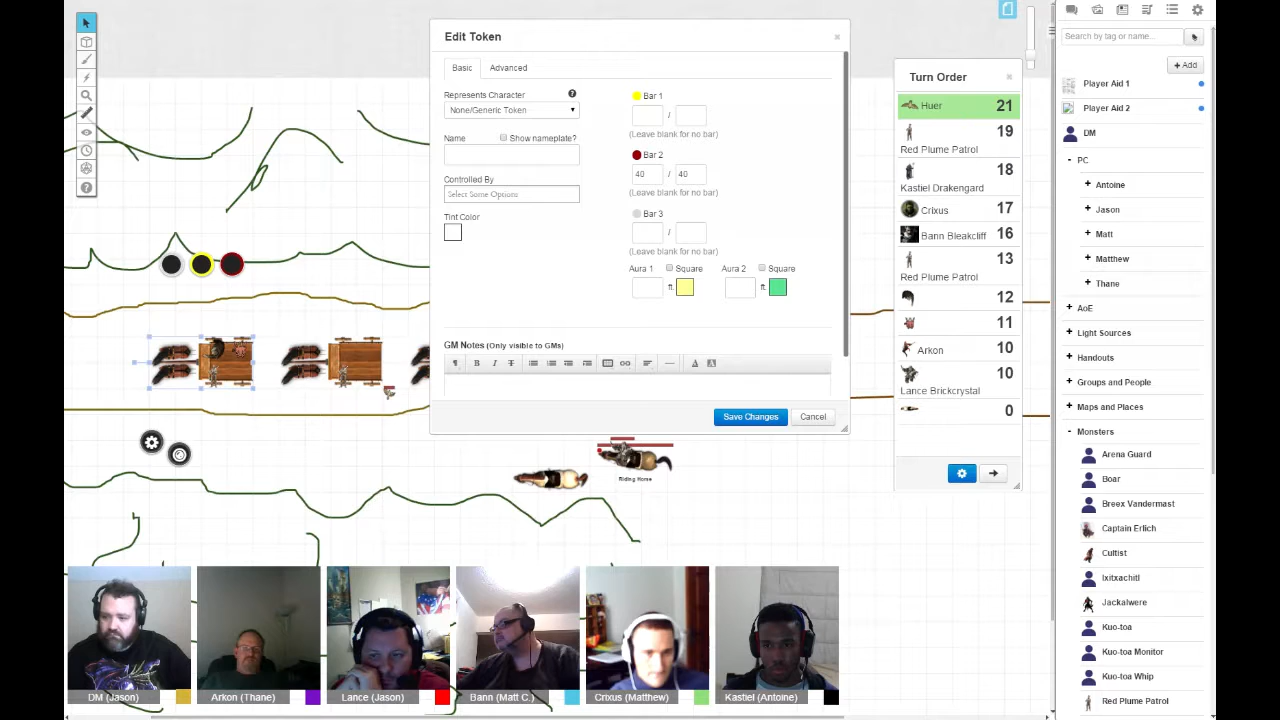 Edit Token
Basic
Advanced
Represents Character
None/Generic Token
Name
Show nameplate?
Controlled By
Select Some Options
Tint Color
Bar 1
/
(Leave blank for no bar)
Bar 2
40 / 40
(Leave blank for no bar)
Bar 3
/
(Leave blank for no bar)
Aura 1 Square
ft.
Aura 2 Square
ft.
GM Notes (Only visible to GMs)
Save Changes
Cancel
Riding Horse
Turn Order
Huer 21
19
Red Plume Patrol
18
Kastiel Drakengard
Crixus 17
Bann Bleakcliff 16
13
Red Plume Patrol
12
11
Arkon 10
10
Lance Brickcrystal
0
Search by tag or name...
+ Add
Player Aid 1
Player Aid 2
DM
- PC
+ Antoine
+ Jason
+ Matt
+ Matthew
+ Thane
+ AoE
+ Light Sources
+ Handouts
+ Groups and People
+ Maps and Places
- Monsters
Arena Guard
Boar
Breex Vandermast
Captain Erlich
Cultist
Ixitxachitl
Jackalwere
Kuo-toa
Kuo-toa Monitor
Kuo-toa Whip
Red Plume Patrol
DM (Jason)
Arkon (Thane)
Lance (Jason)
Bann (Matt C.)
Crixus (Matthew)
Kastiel (Antoine)